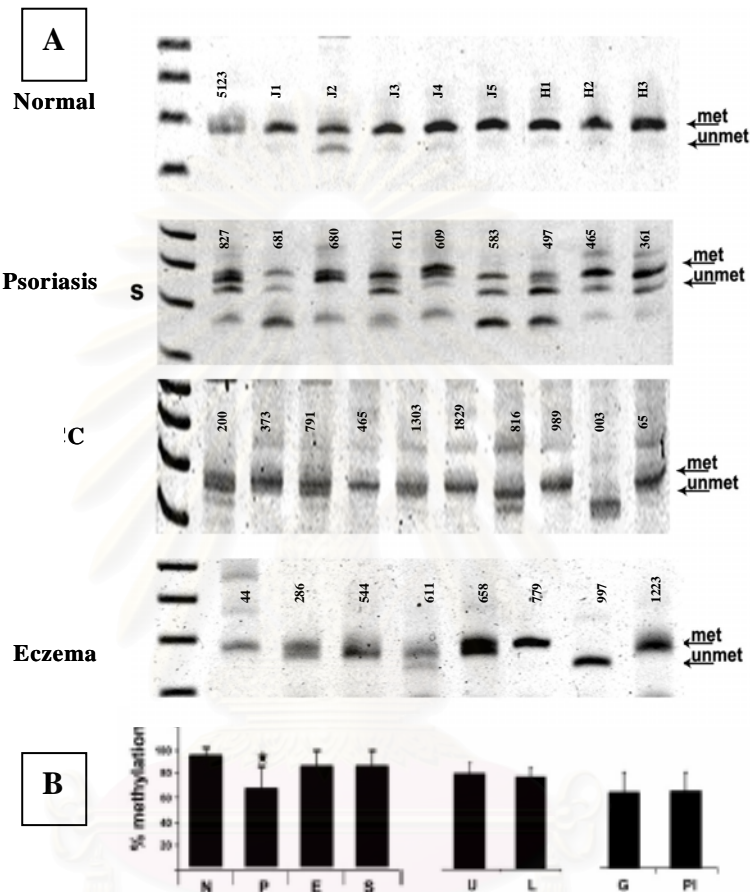 A
Normal
5123 J1 J2 J3 J4 J5 H1 H2 H3
met
unmet
Psoriasis
S
827 681 680 611 609 583 497 465 361
met
unmet
C
200 373 791 465 1303 1829 816 989 003 65
met
unmet
Eczema
44 286 544 611 658 779 997 1223
met
unmet
B
% methylation
100
80
60
40
20
*
N P E S U L G PI